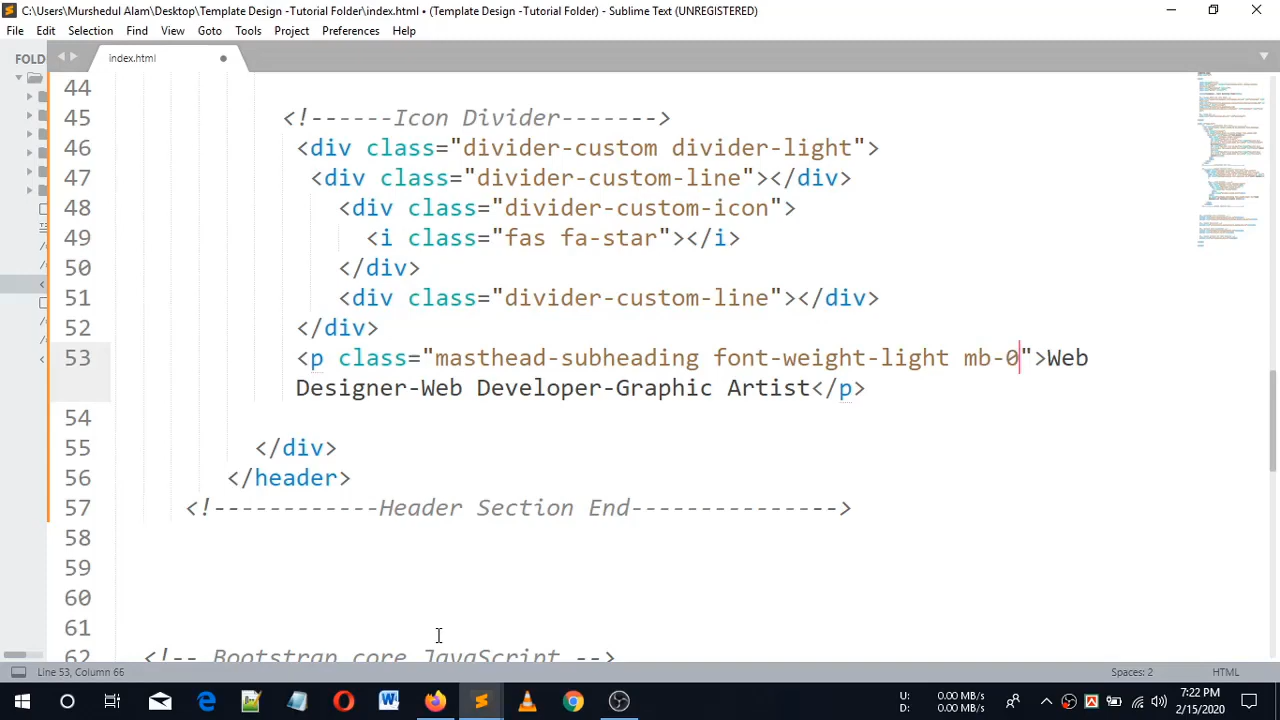 C:\Users\Murshedul Alam\Desktop\Template Design -Tutorial Folder\index.html • (Template Design -Tutorial Folder) - Sublime Text (UNREGISTERED)
File Edit Selection Find View Goto Tools Project Preferences Help
FOLD
index.html
44
45 <!------Icon Divider------->
46 <div class="divider-custom divider-light">
47 <div class="divider-custom-line"></div>
48 <div class="divider-custom-icon">
49 <i class="fas fa-star"></i>
50 </div>
51 <div class="divider-custom-line"></div>
52 </div>
53 <p class="masthead-subheading font-weight-light mb-0">Web
Designer-Web Developer-Graphic Artist</p>
54
55 </div>
56 </header>
57 <!------------Header Section End--------------->
58
59
60
61
62 <!-- Bootstrap core JavaScript -->
Line 53, Column 66 Spaces: 2 HTML
U: 0.00 MB/s
D: 0.00 MB/s
7:22 PM
2/15/2020